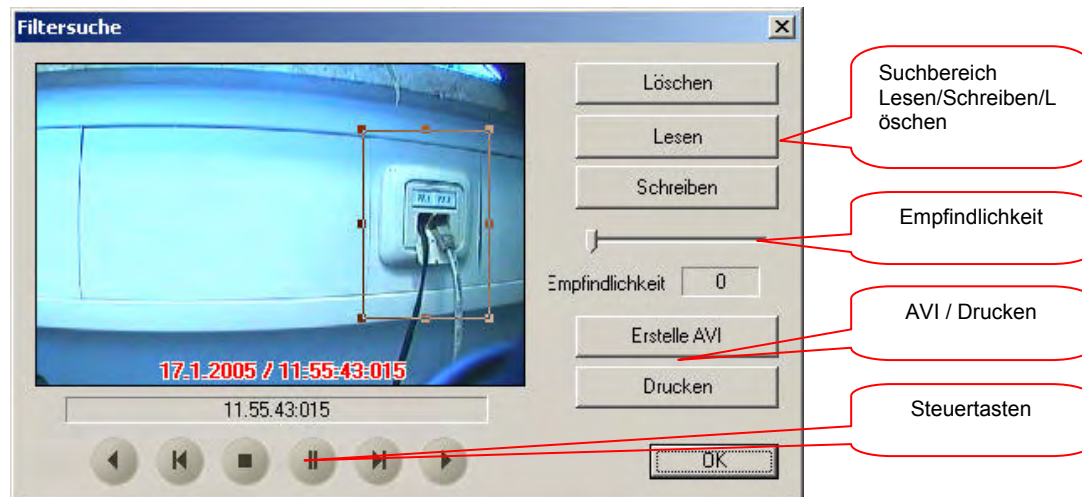 Filtersuche
Löschen
Lesen
Schreiben
Empfindlichkeit
0
Erstelle AVI
Drucken
17.1.2005 / 11:55:43:015
11.55.43:015
OK
Suchbereich
Lesen/Schreiben/L
öschen
Empfindlichkeit
AVI / Drucken
Steuertasten